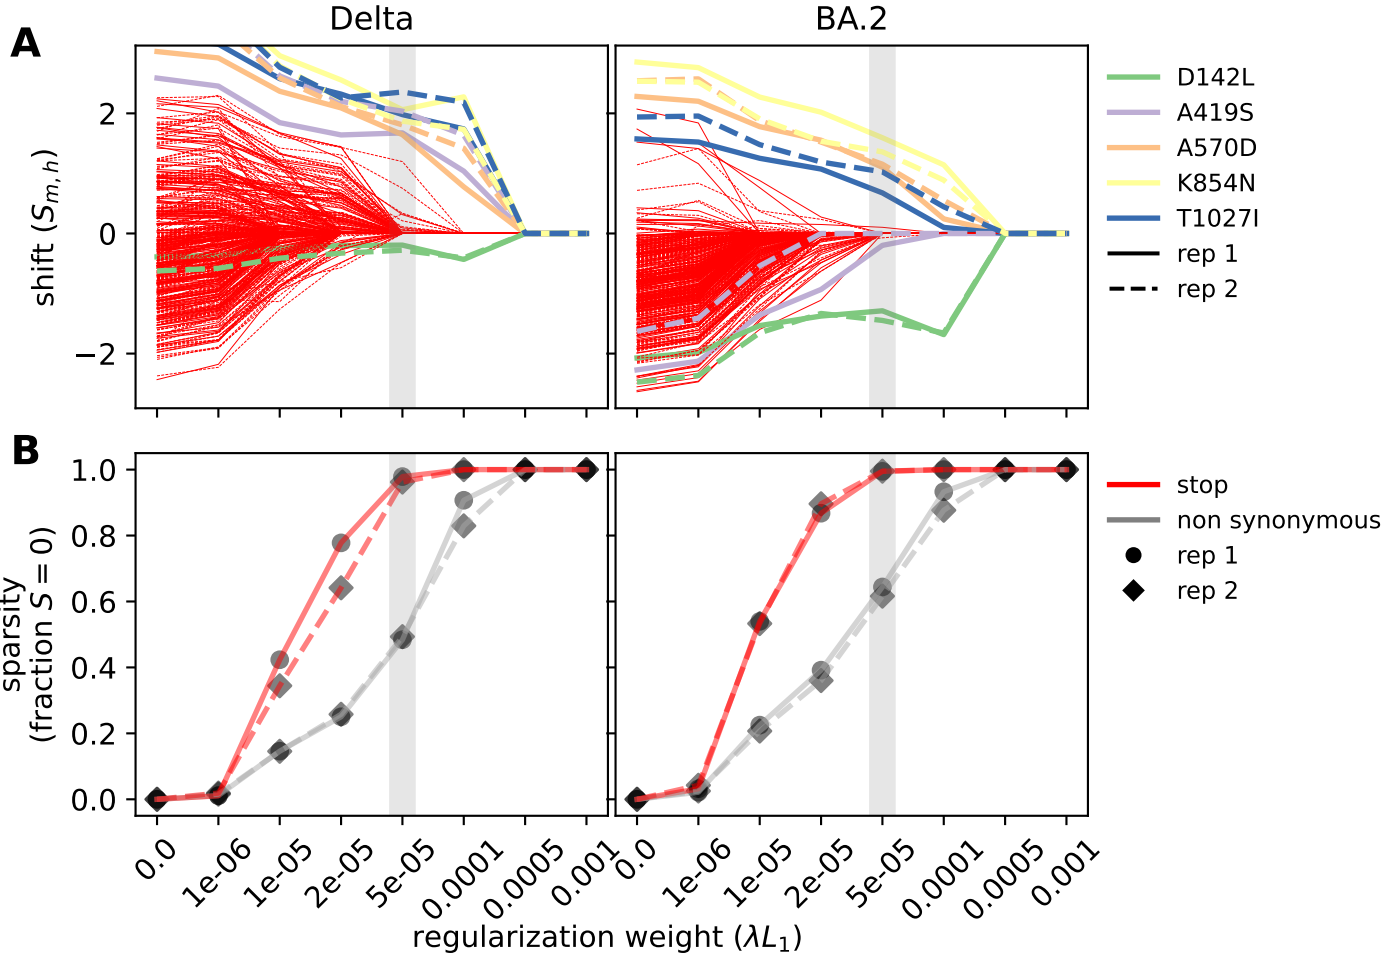 Delta
BA.2
A
2
0
−2
shift (Sm, h)
D142L
A419S
A570D
K854N
T1027I
rep 1
rep 2
B
1.0
0.8
0.6
0.4
0.2
0.0
sparsity
(fraction S = 0)
stop
non synonymous
rep 1
rep 2
0.0 1e-06 1e-05 2e-05 5e-05 0.0001 0.0005 0.001
0.0 1e-06 1e-05 2e-05 5e-05 0.0001 0.0005 0.001
regularization weight (λL1)